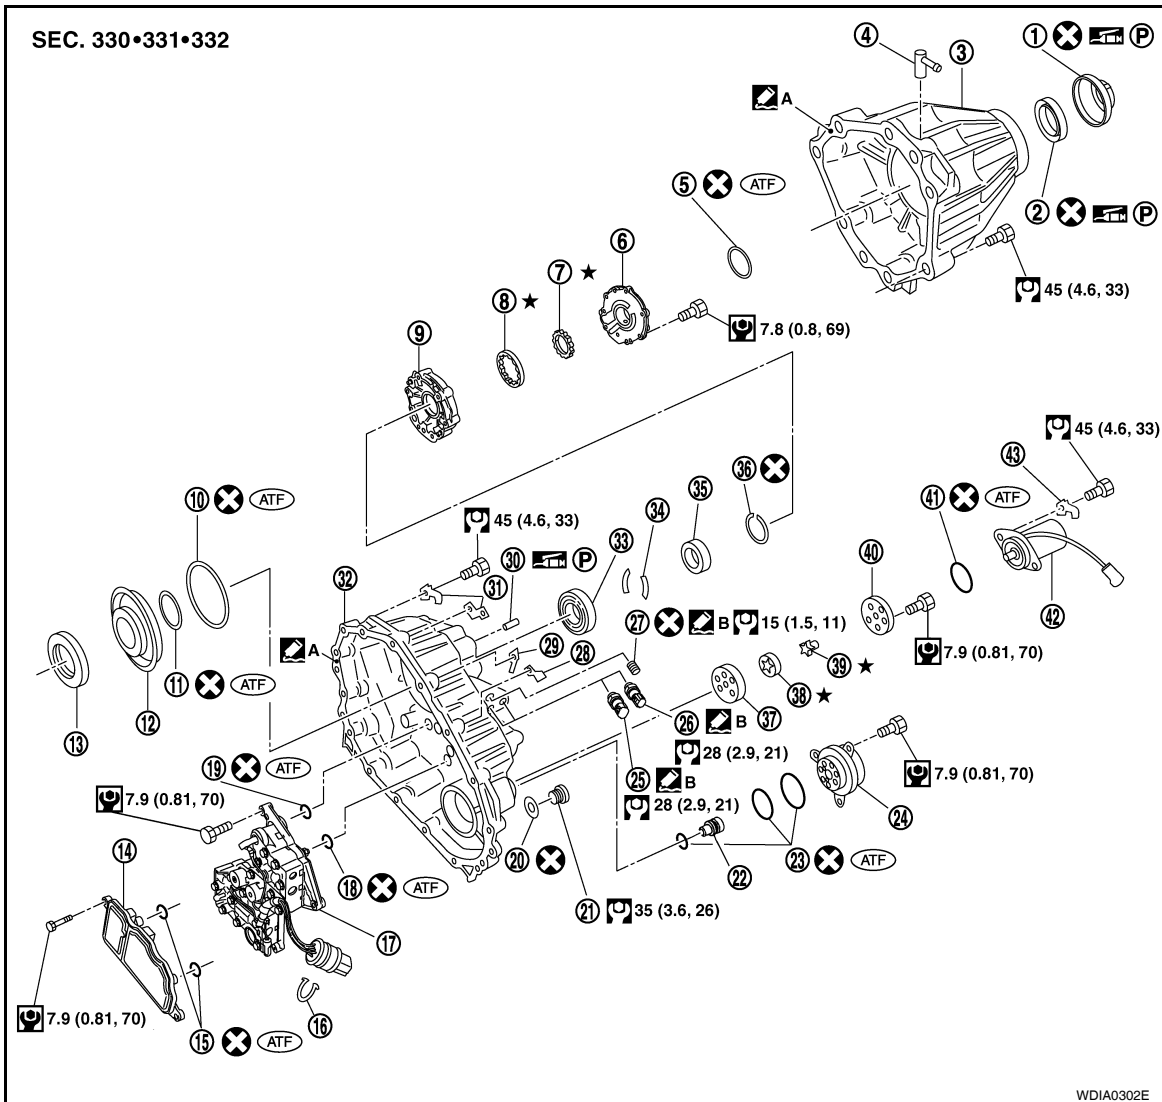 SEC. 330•331•332
1 P
4
3
A
2 P
5 ATF
6
45 (4.6, 33)
7 ★
8 ★
7.8 (0.8, 69)
9
45 (4.6, 33)
43
36
10 ATF
35
41 ATF
34
45 (4.6, 33)
33
30 P
40
32
31
42
27 B 15 (1.5, 11)
29
28
A
39 ★
7.9 (0.81, 70)
38 ★
11 ATF
37
12
26 B
13
28 (2.9, 21)
19 ATF
25 B
7.9 (0.81, 70)
7.9 (0.81, 70)
28 (2.9, 21)
24
14
20
23 ATF
22
18 ATF
21 35 (3.6, 26)
17
7.9 (0.81, 70)
16
15 ATF
WDIA0302E